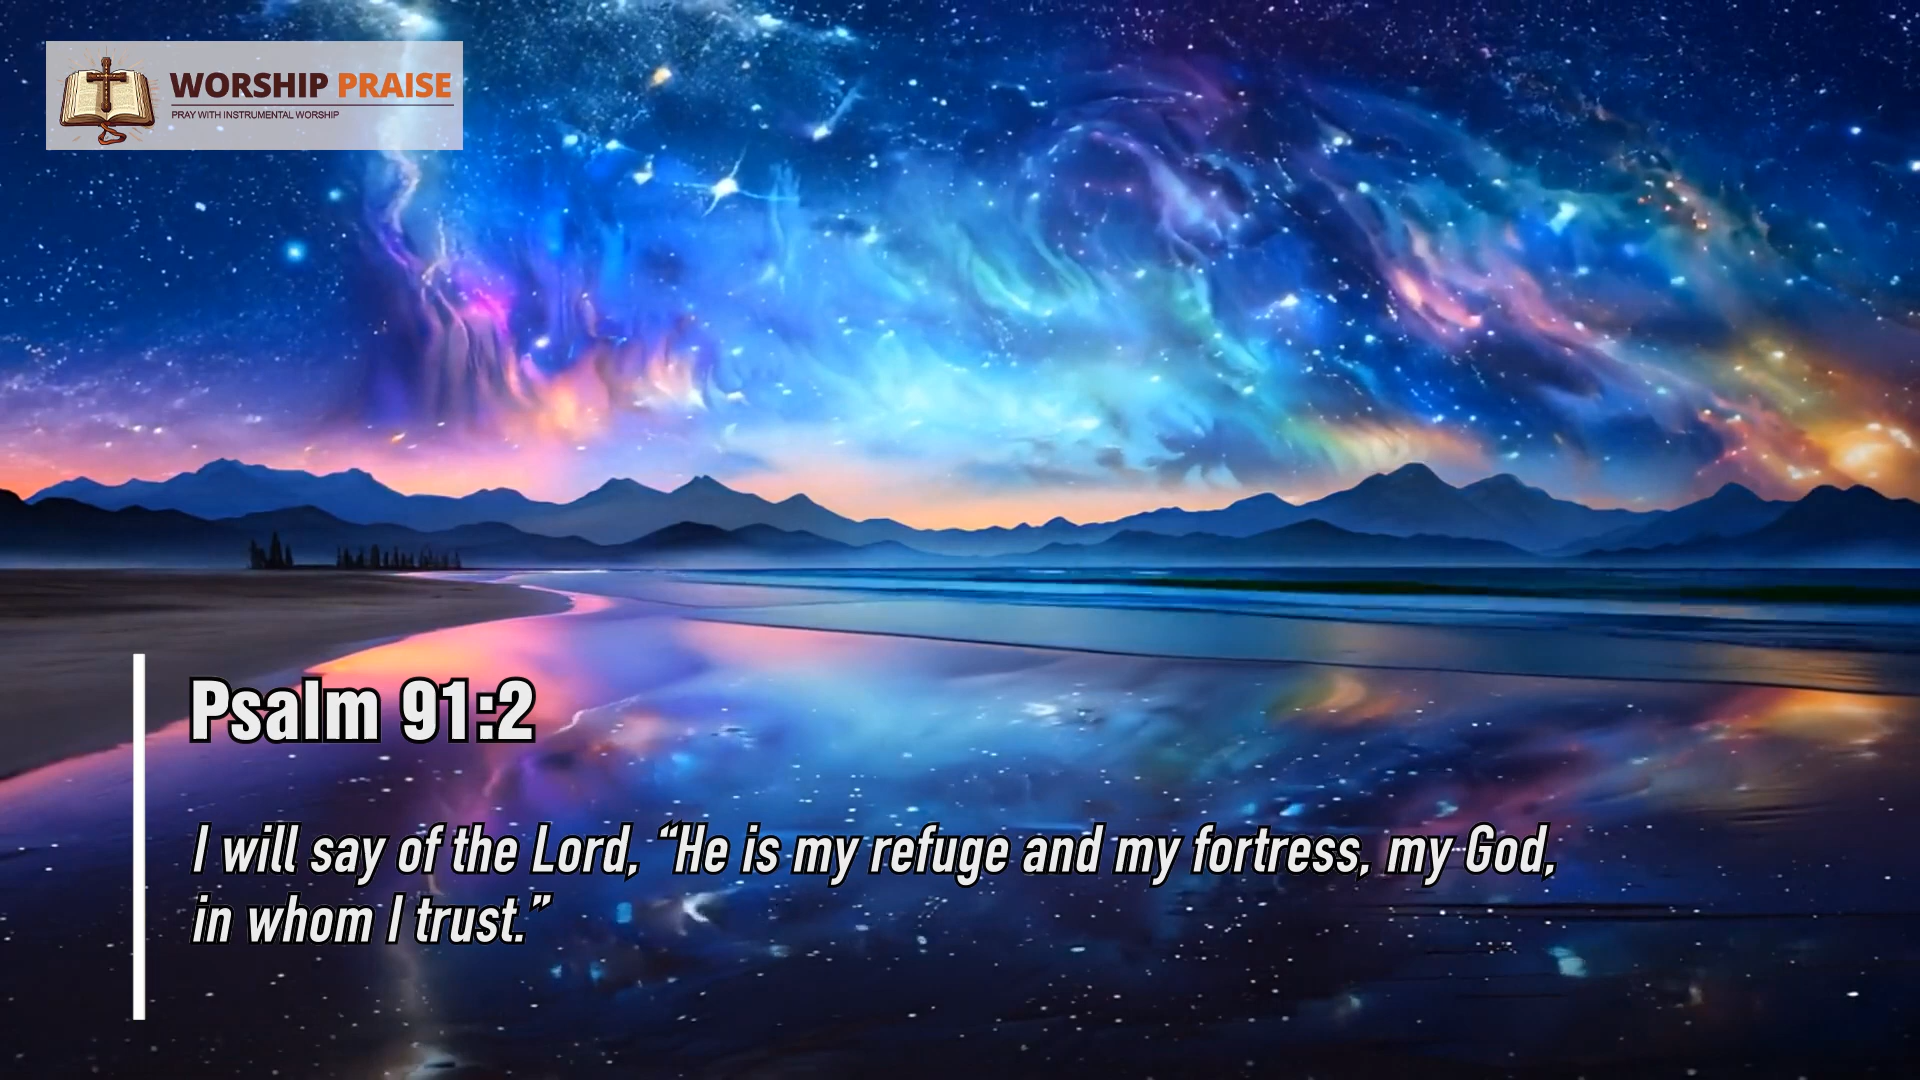 WORSHIP PRAISE
PRAY WITH INSTRUMENTAL WORSHIP
Psalm 91:2
I will say of the Lord, “He is my refuge and my fortress, my God,
in whom I trust.”